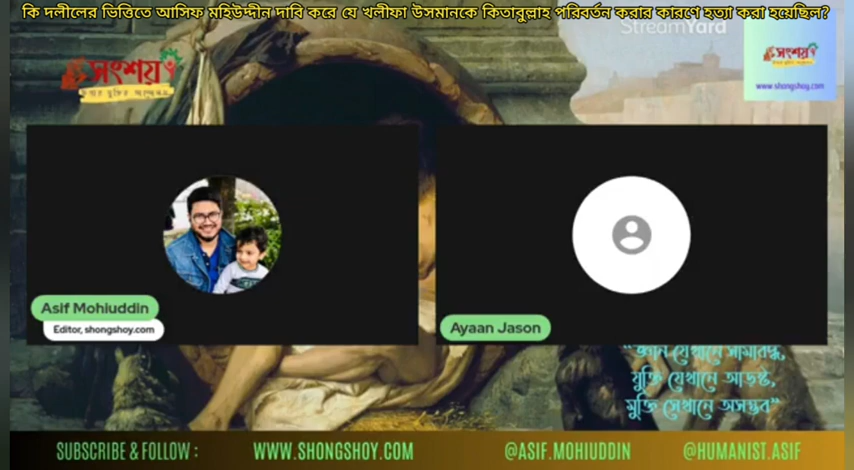 কি দলীলের ভিত্তিতে আসিফ মহিউদ্দীন দাবি করে যে খলীফা উসমানকে কিতাবুল্লাহ পরিবর্তন করার কারণে হত্যা করা হয়েছিল?
StreamYard
সংশয়
সংশয়
www.shongshoy.com
Asif Mohiuddin
Editor, shongshoy.com
Ayaan Jason
"জ্ঞান যেখানে সীমাবদ্ধ,
যুক্তি যেখানে আড়ষ্ট,
মুক্তি সেখানে অসম্ভব"
SUBSCRIBE & FOLLOW : WWW.SHONGSHOY.COM @ASIF.MOHIUDDIN @HUMANIST.ASIF